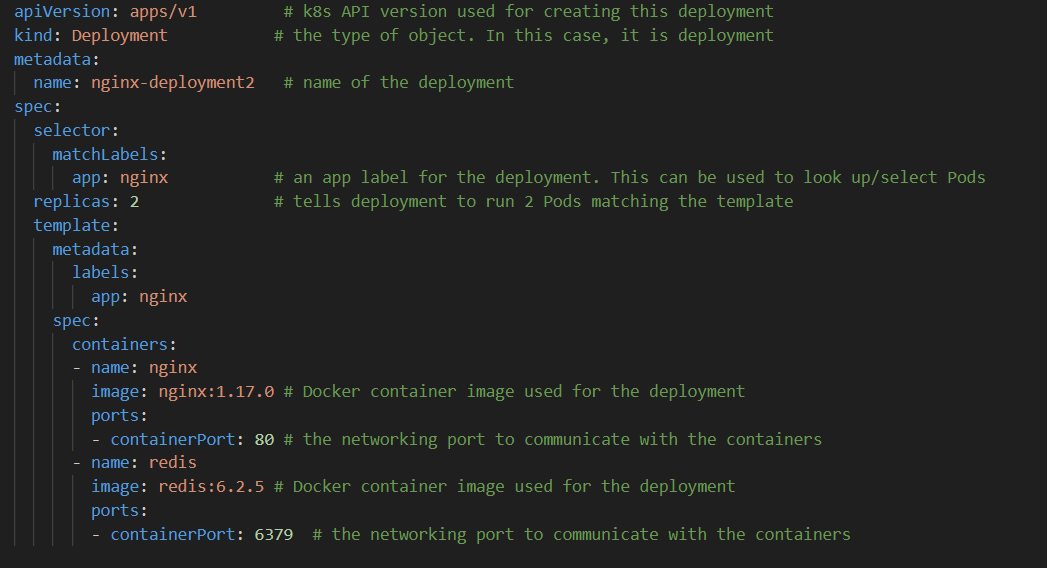 apiVersion: apps/v1         # k8s API version used for creating this deployment
kind: Deployment           # the type of object. In this case, it is deployment
metadata:
  name: nginx-deployment2   # name of the deployment
spec:
  selector:
    matchLabels:
      app: nginx           # an app label for the deployment. This can be used to look up/select Pods
  replicas: 2              # tells deployment to run 2 Pods matching the template
  template:
    metadata:
      labels:
        app: nginx
    spec:
      containers:
      - name: nginx
        image: nginx:1.17.0 # Docker container image used for the deployment
        ports:
        - containerPort: 80 # the networking port to communicate with the containers
      - name: redis
        image: redis:6.2.5 # Docker container image used for the deployment
        ports:
        - containerPort: 6379  # the networking port to communicate with the containers